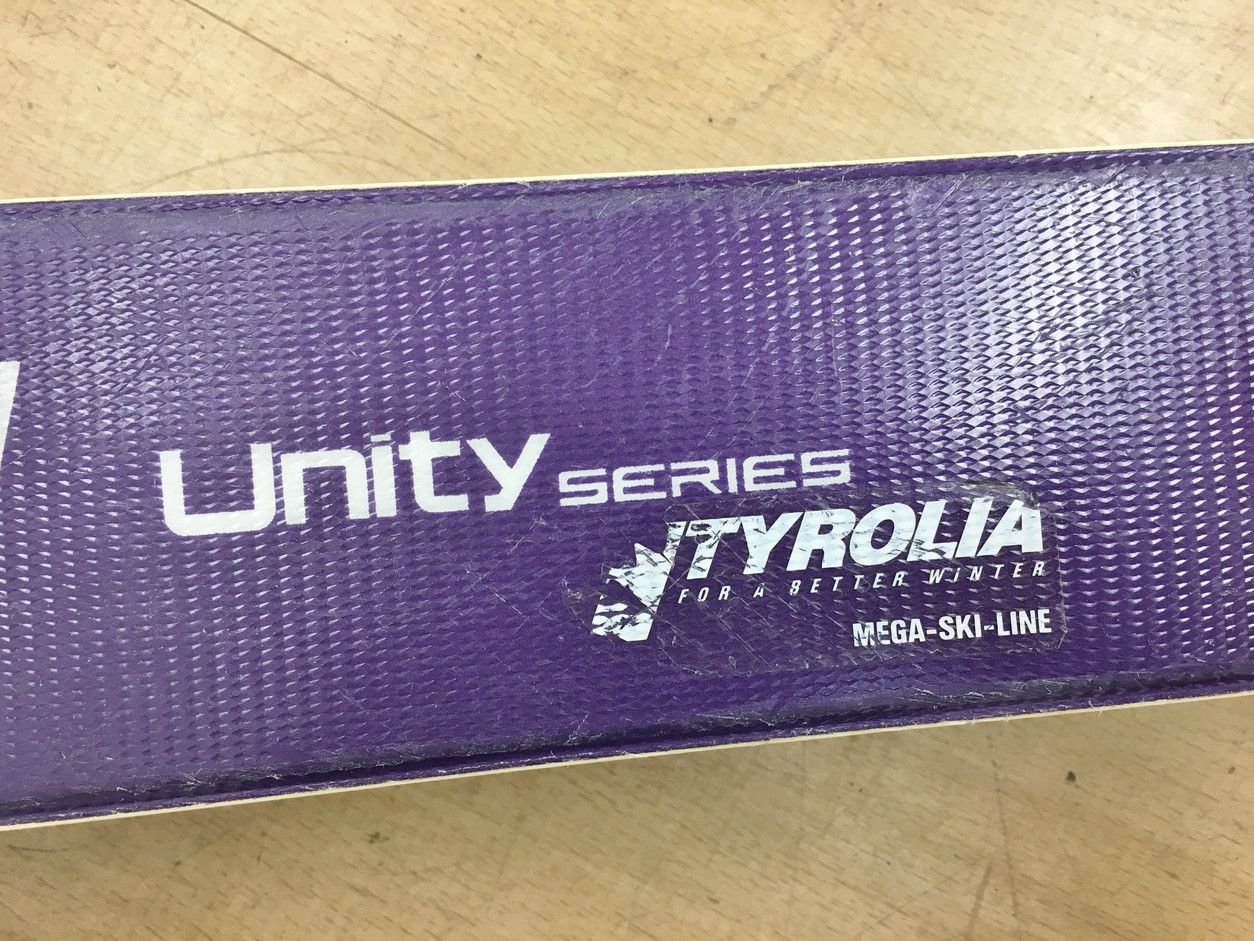 Unity SERIES
TYROLIA
FOR A BETTER WINTER
MEGA-SKI-LINE